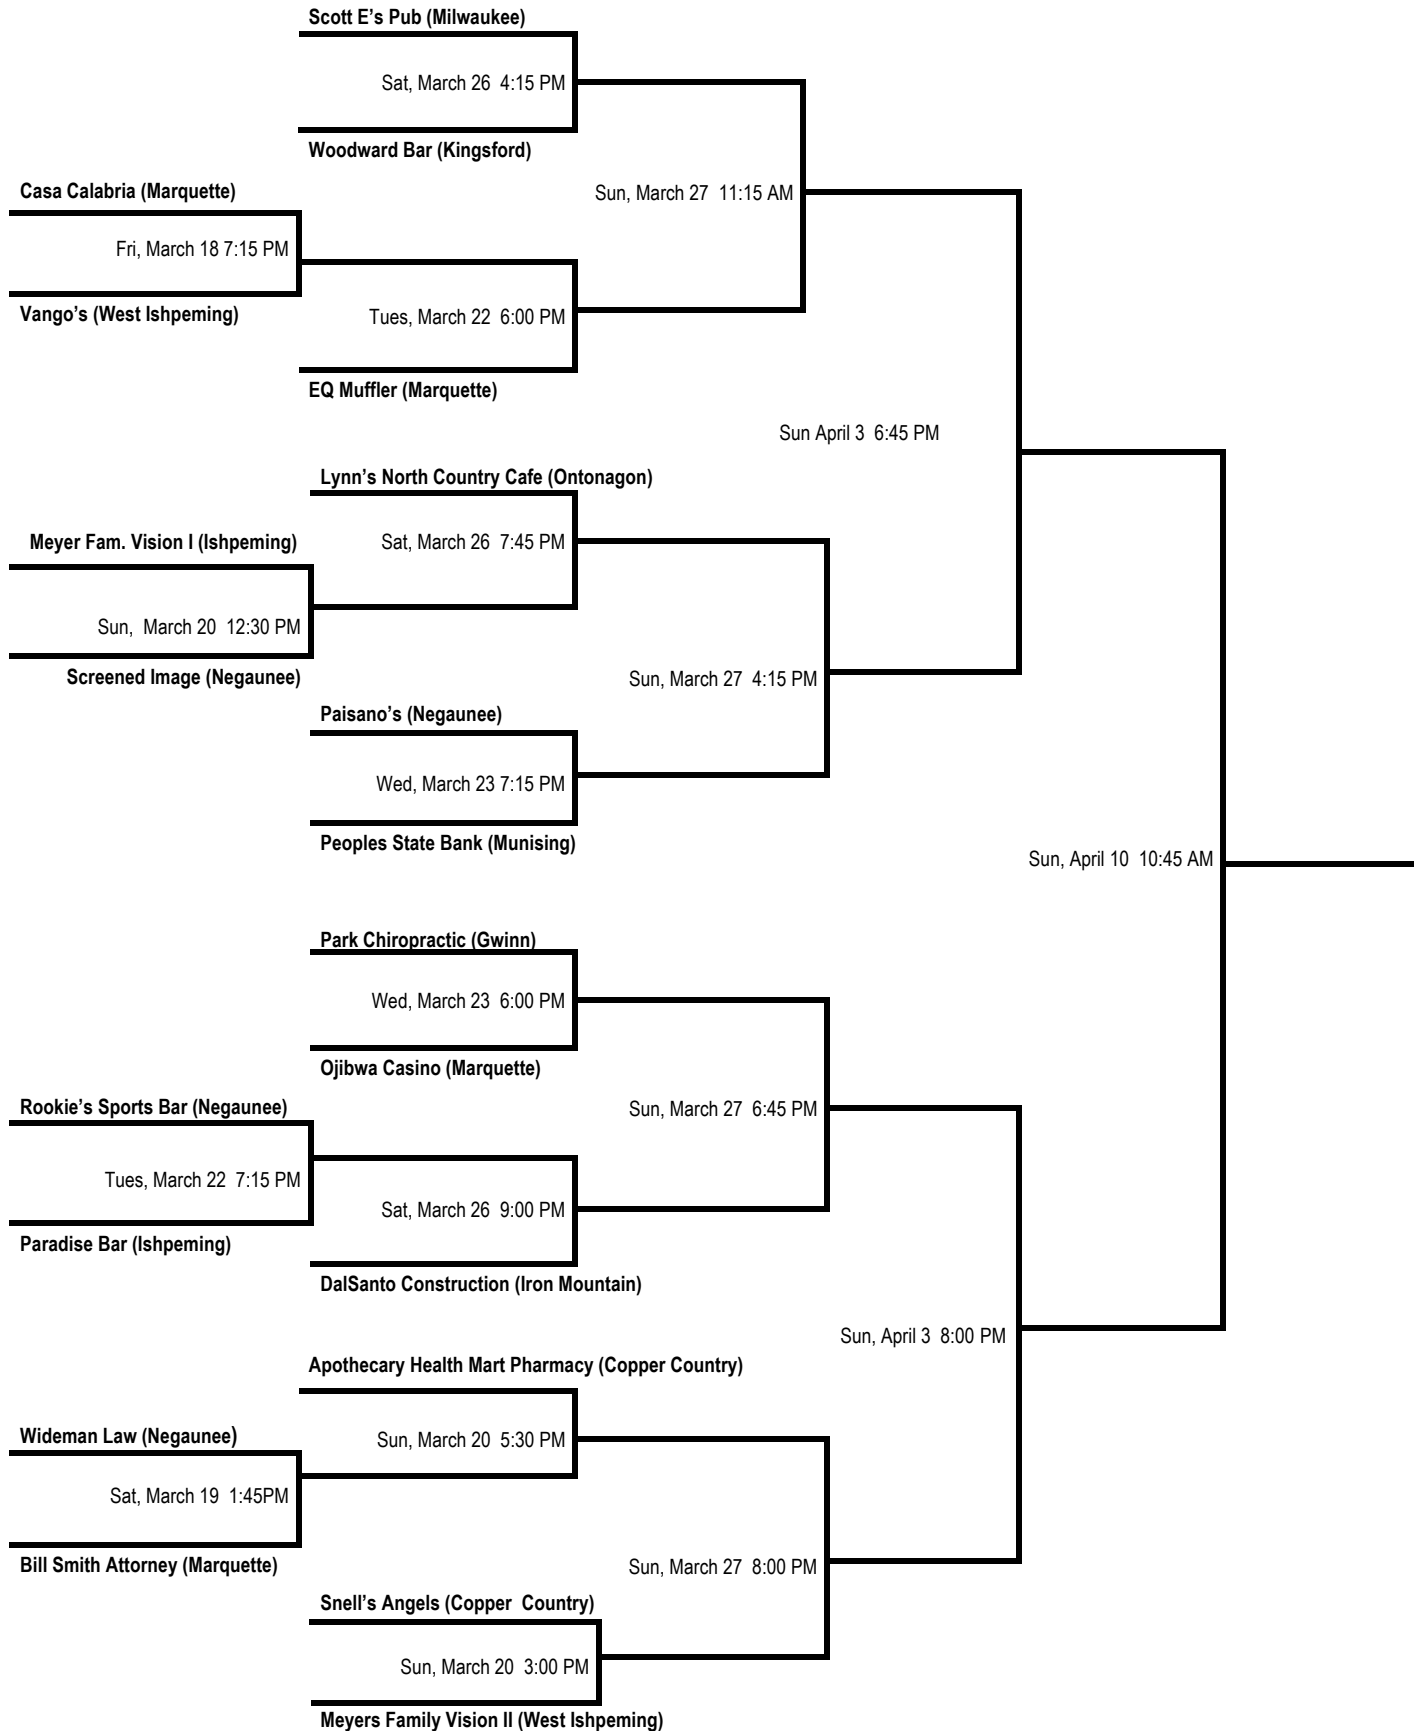 Scott E’s Pub (Milwaukee)
Sat, March 26  4:15 PM
Woodward Bar (Kingsford)
Casa Calabria (Marquette)
Sun, March 27  11:15 AM
Fri, March 18 7:15 PM
Vango’s (West Ishpeming)
Tues, March 22  6:00 PM
EQ Muffler (Marquette)
Sun April 3  6:45 PM
Lynn’s North Country Cafe (Ontonagon)
Meyer Fam. Vision I (Ishpeming)
Sat, March 26  7:45 PM
Sun,  March 20  12:30 PM
Screened Image (Negaunee)
Sun, March 27  4:15 PM
Paisano’s (Negaunee)
Wed, March 23 7:15 PM
Peoples State Bank (Munising)
Sun, April 10  10:45 AM
Park Chiropractic (Gwinn)
Wed, March 23  6:00 PM
Ojibwa Casino (Marquette)
Rookie’s Sports Bar (Negaunee)
Sun, March 27  6:45 PM
Tues, March 22  7:15 PM
Sat, March 26  9:00 PM
Paradise Bar (Ishpeming)
DalSanto Construction (Iron Mountain)
Sun, April 3  8:00 PM
Apothecary Health Mart Pharmacy (Copper Country)
Wideman Law (Negaunee)
Sun, March 20  5:30 PM
Sat, March 19  1:45PM
Bill Smith Attorney (Marquette)
Sun, March 27  8:00 PM
Snell’s Angels (Copper  Country)
Sun, March 20  3:00 PM
Meyers Family Vision II (West Ishpeming)